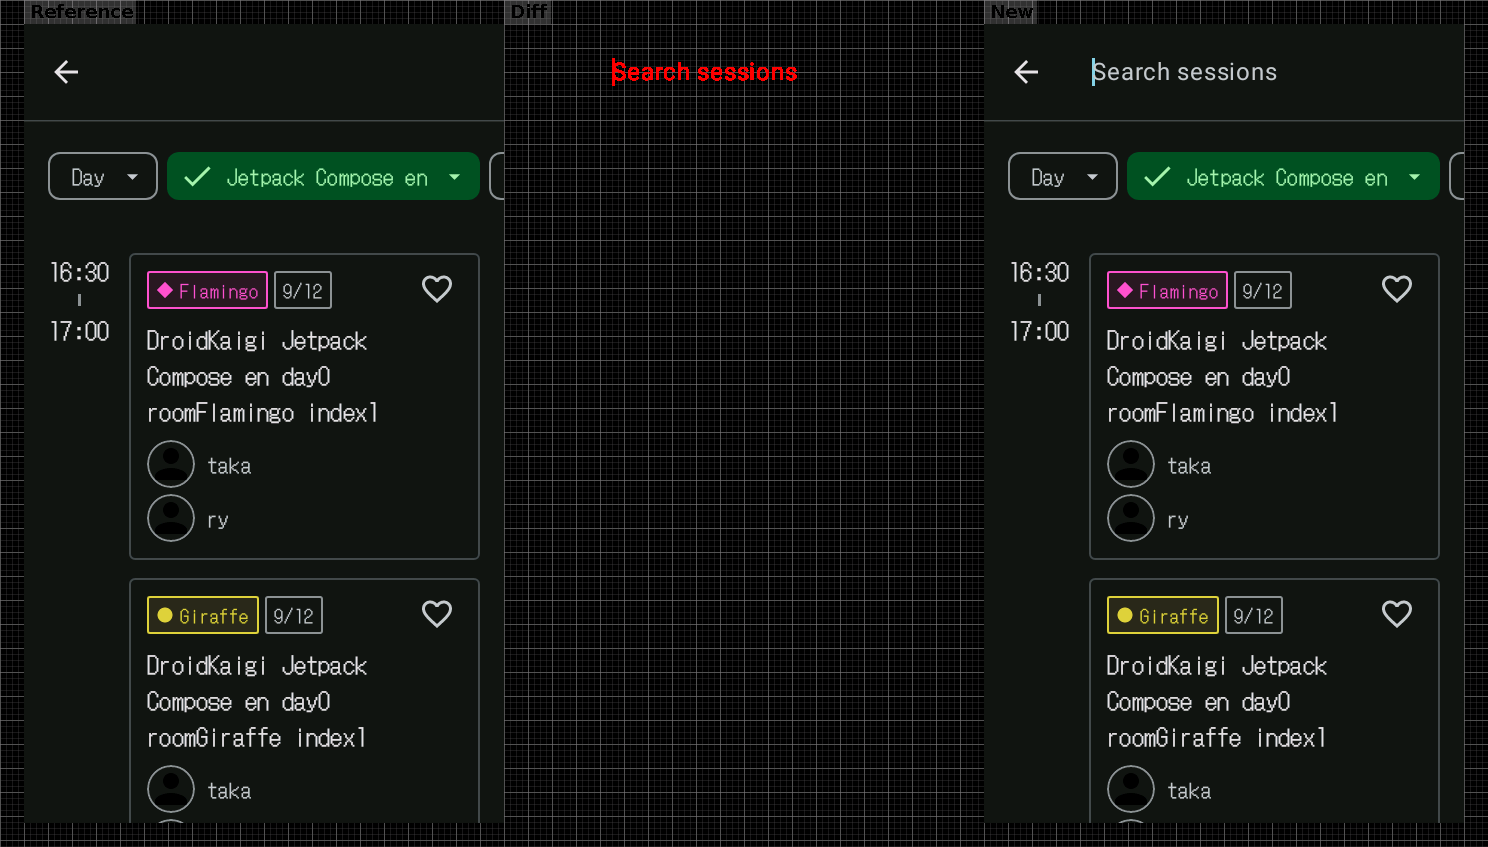 Reference
Diff
New
Search sessions
Search sessions
Day
Jetpack Compose en
Day
Jetpack Compose en
16:30
17:00
Flamingo
9/12
DroidKaigi Jetpack
Compose en day0
roomFlamingo index1
taka
ry
Giraffe
9/12
DroidKaigi Jetpack
Compose en day0
roomGiraffe index1
taka
16:30
17:00
Flamingo
9/12
DroidKaigi Jetpack
Compose en day0
roomFlamingo index1
taka
ry
Giraffe
9/12
DroidKaigi Jetpack
Compose en day0
roomGiraffe index1
taka